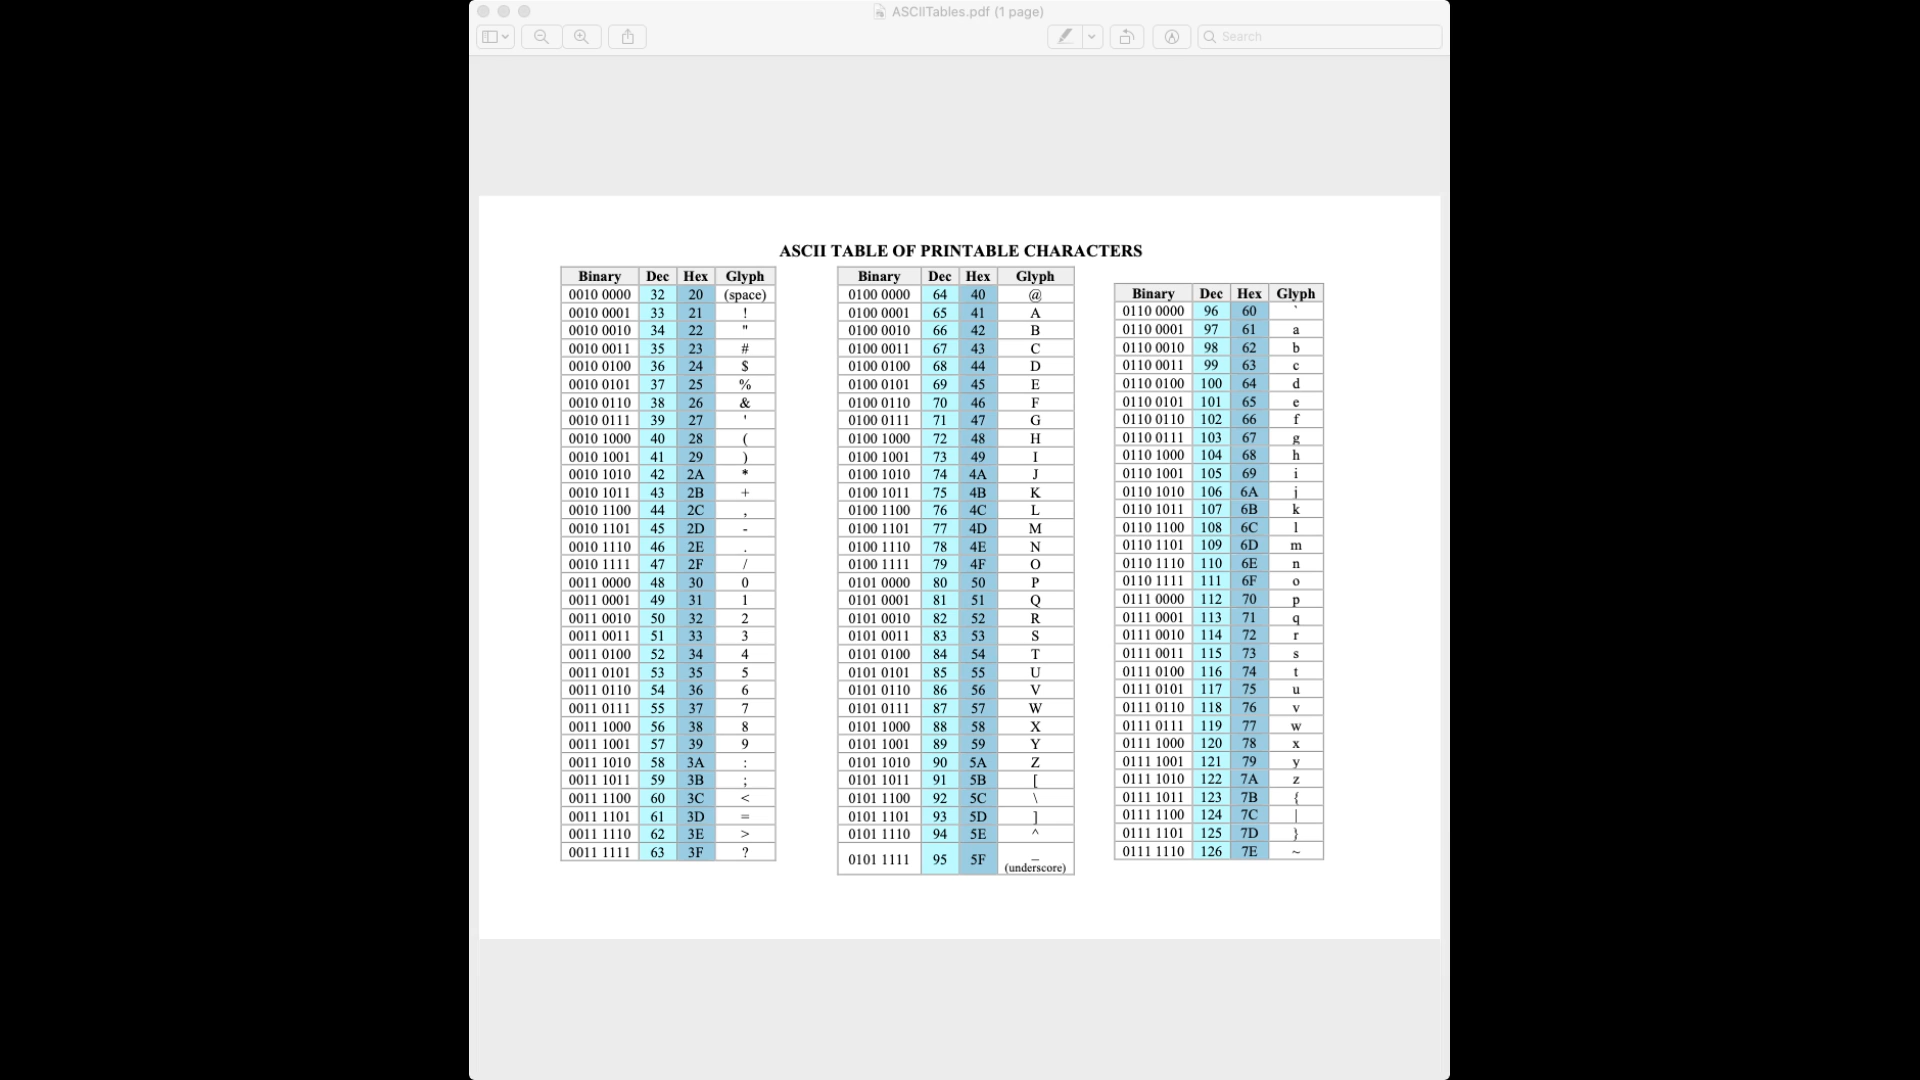 ASCIITables.pdf (1 page)
Search
ASCII TABLE OF PRINTABLE CHARACTERS
Binary Dec Hex Glyph
0010 0000 32 20 (space)
0010 0001 33 21 !
0010 0010 34 22 "
0010 0011 35 23 #
0010 0100 36 24 $
0010 0101 37 25 %
0010 0110 38 26 &
0010 0111 39 27 '
0010 1000 40 28 (
0010 1001 41 29 )
0010 1010 42 2A *
0010 1011 43 2B +
0010 1100 44 2C ,
0010 1101 45 2D -
0010 1110 46 2E .
0010 1111 47 2F /
0011 0000 48 30 0
0011 0001 49 31 1
0011 0010 50 32 2
0011 0011 51 33 3
0011 0100 52 34 4
0011 0101 53 35 5
0011 0110 54 36 6
0011 0111 55 37 7
0011 1000 56 38 8
0011 1001 57 39 9
0011 1010 58 3A :
0011 1011 59 3B ;
0011 1100 60 3C <
0011 1101 61 3D =
0011 1110 62 3E >
0011 1111 63 3F ?
Binary Dec Hex Glyph
0100 0000 64 40 @
0100 0001 65 41 A
0100 0010 66 42 B
0100 0011 67 43 C
0100 0100 68 44 D
0100 0101 69 45 E
0100 0110 70 46 F
0100 0111 71 47 G
0100 1000 72 48 H
0100 1001 73 49 I
0100 1010 74 4A J
0100 1011 75 4B K
0100 1100 76 4C L
0100 1101 77 4D M
0100 1110 78 4E N
0100 1111 79 4F O
0101 0000 80 50 P
0101 0001 81 51 Q
0101 0010 82 52 R
0101 0011 83 53 S
0101 0100 84 54 T
0101 0101 85 55 U
0101 0110 86 56 V
0101 0111 87 57 W
0101 1000 88 58 X
0101 1001 89 59 Y
0101 1010 90 5A Z
0101 1011 91 5B [
0101 1100 92 5C \
0101 1101 93 5D ]
0101 1110 94 5E ^
0101 1111 95 5F _
(underscore)
Binary Dec Hex Glyph
0110 0000 96 60 `
0110 0001 97 61 a
0110 0010 98 62 b
0110 0011 99 63 c
0110 0100 100 64 d
0110 0101 101 65 e
0110 0110 102 66 f
0110 0111 103 67 g
0110 1000 104 68 h
0110 1001 105 69 i
0110 1010 106 6A j
0110 1011 107 6B k
0110 1100 108 6C l
0110 1101 109 6D m
0110 1110 110 6E n
0110 1111 111 6F o
0111 0000 112 70 p
0111 0001 113 71 q
0111 0010 114 72 r
0111 0011 115 73 s
0111 0100 116 74 t
0111 0101 117 75 u
0111 0110 118 76 v
0111 0111 119 77 w
0111 1000 120 78 x
0111 1001 121 79 y
0111 1010 122 7A z
0111 1011 123 7B {
0111 1100 124 7C |
0111 1101 125 7D }
0111 1110 126 7E ~